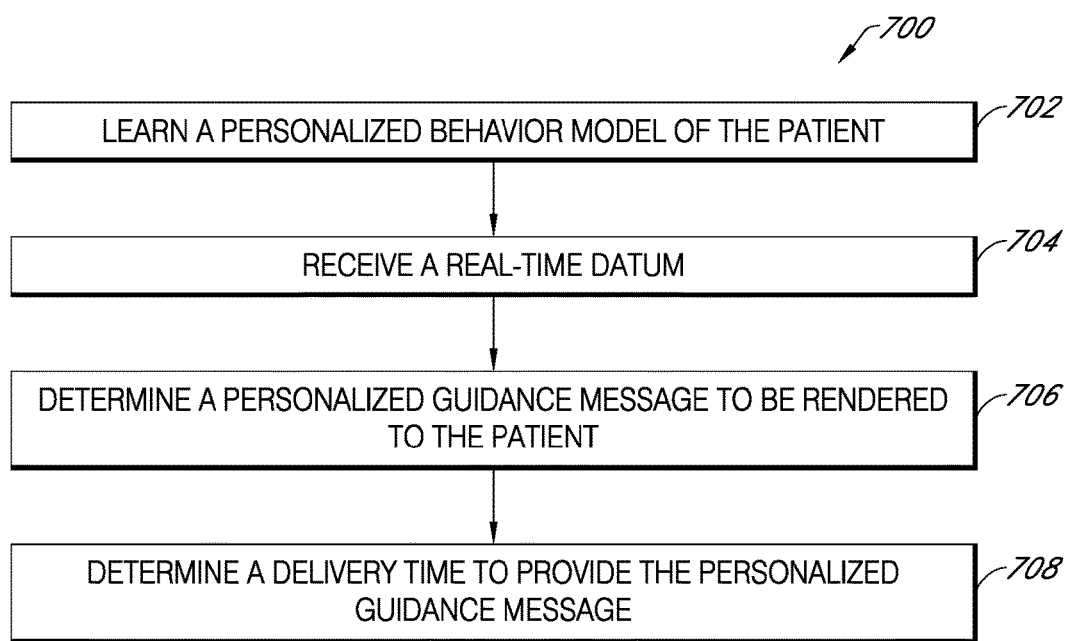 700
LEARN A PERSONALIZED BEHAVIOR MODEL OF THE PATIENT
702
RECEIVE A REAL-TIME DATUM
704
DETERMINE A PERSONALIZED GUIDANCE MESSAGE TO BE RENDERED
TO THE PATIENT
706
DETERMINE A DELIVERY TIME TO PROVIDE THE PERSONALIZED
GUIDANCE MESSAGE
708